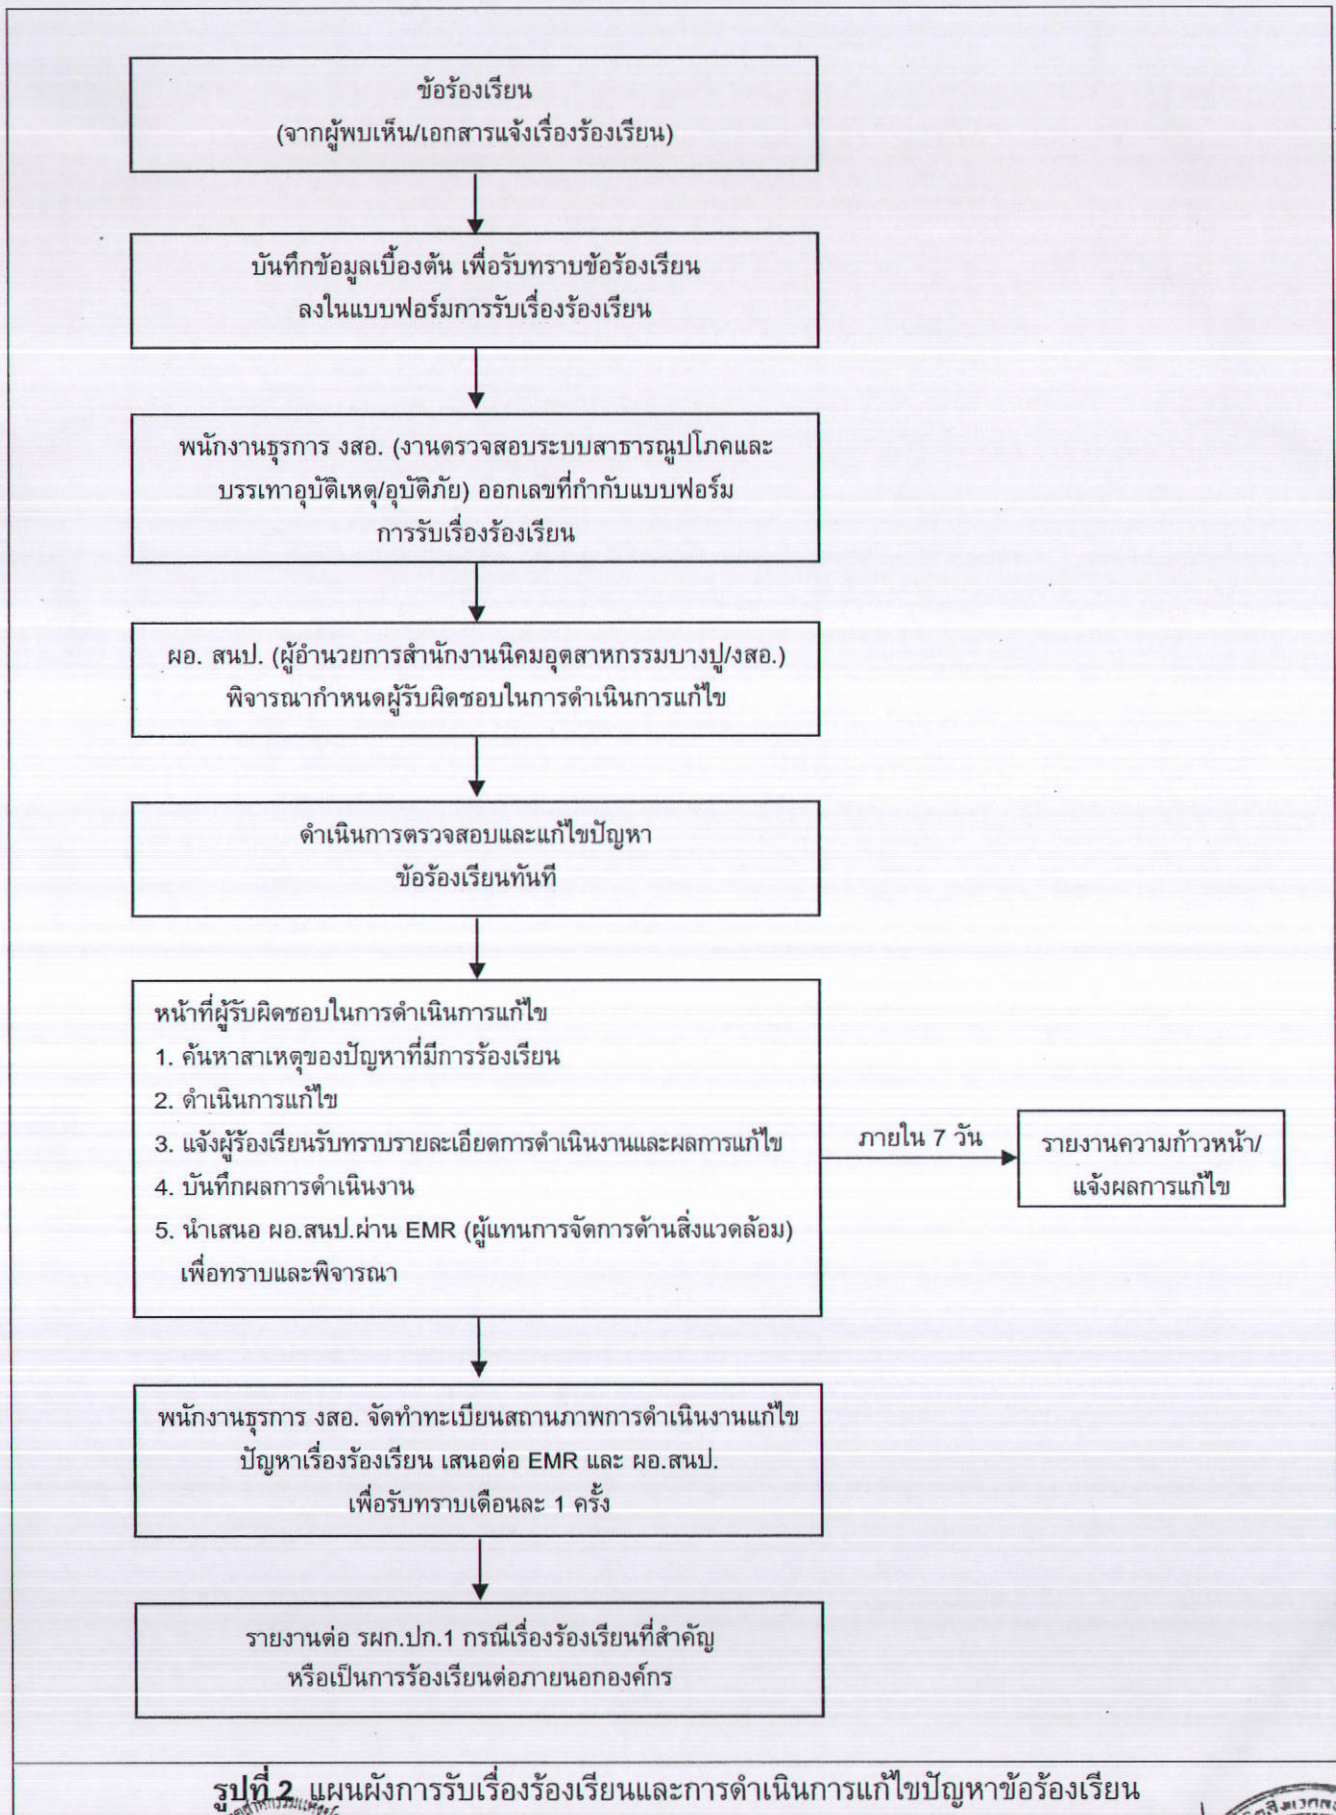 ข้อร้องเรียน
(จากผู้พบเห็น/เอกสารแจ้งเรื่องร้องเรียน)
บันทึกข้อมูลเบื้องต้น เพื่อรับทราบข้อร้องเรียน
ลงในแบบฟอร์มการรับเรื่องร้องเรียน
พนักงานธุรการ งสอ. (งานตรวจสอบระบบสาธารณูปโภคและ
บรรเทาอุบัติเหตุ/อุบัติภัย) ออกเลขที่กำกับแบบฟอร์ม
การรับเรื่องร้องเรียน
ผอ. สนป. (ผู้อำนวยการสำนักงานนิคมอุตสาหกรรมบางปู/งสอ.)
พิจารณากำหนดผู้รับผิดชอบในการดำเนินการแก้ไข
ดำเนินการตรวจสอบและแก้ไขปัญหา
ข้อร้องเรียนทันที
หน้าที่ผู้รับผิดชอบในการดำเนินการแก้ไข
1. ค้นหาสาเหตุของปัญหาที่มีการร้องเรียน
2. ดำเนินการแก้ไข
3. แจ้งผู้ร้องเรียนรับทราบรายละเอียดการดำเนินงานและผลการแก้ไข
4. บันทึกผลการดำเนินงาน
5. นำเสนอ ผอ.สนป.ผ่าน EMR (ผู้แทนการจัดการด้านสิ่งแวดล้อม)
เพื่อทราบและพิจารณา
ภายใน 7 วัน
รายงานความก้าวหน้า/
แจ้งผลการแก้ไข
พนักงานธุรการ งสอ. จัดทำทะเบียนสถานภาพการดำเนินงานแก้ไข
ปัญหาเรื่องร้องเรียน เสนอต่อ EMR และ ผอ.สนป.
เพื่อรับทราบเดือนละ 1 ครั้ง
รายงานต่อ รผก.ปก.1 กรณีเรื่องร้องเรียนที่สำคัญ
หรือเป็นการร้องเรียนต่อภายนอกองค์กร
รูปที่ 2 แผนผังการรับเรื่องร้องเรียนและการดำเนินการแก้ไขปัญหาข้อร้องเรียน